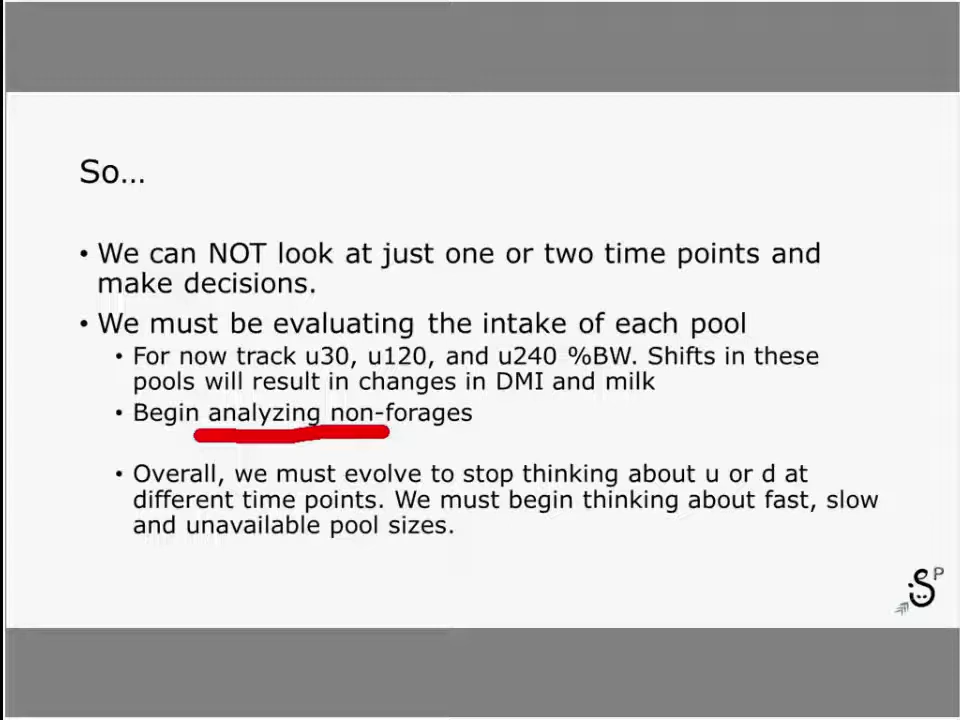 So...
• We can NOT look at just one or two time points and
make decisions.
• We must be evaluating the intake of each pool
• For now track u30, u120, and u240 %BW. Shifts in these
pools will result in changes in DMI and milk
• Begin analyzing non-forages
• Overall, we must evolve to stop thinking about u or d at
different time points. We must begin thinking about fast, slow
and unavailable pool sizes.
SP